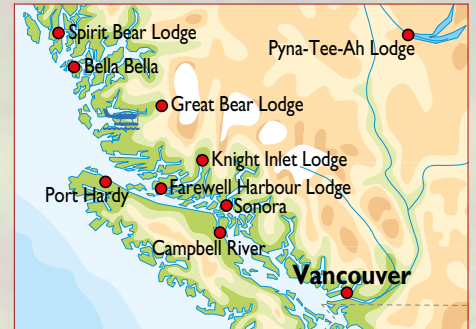 Spirit Bear Lodge
Pyna-Tee-Ah Lodge
Bella Bella
Great Bear Lodge
Knight Inlet Lodge
Port Hardy
Farewell Harbour Lodge
Sonora
Campbell River
Vancouver